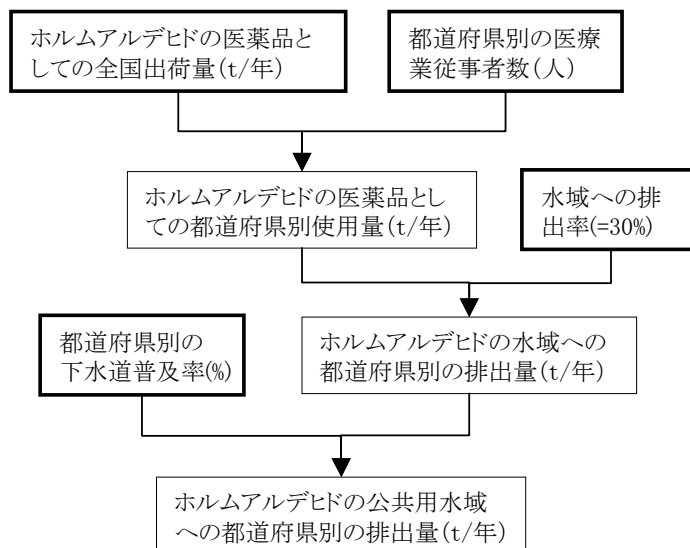 ホルムアルデヒドの医薬品と
しての全国出荷量(t/年)
都道府県別の医療
業従事者数(人)
ホルムアルデヒドの医薬品とし
ての都道府県別使用量(t/年)
水域への排
出率(=30%)
都道府県別の
下水道普及率(%)
ホルムアルデヒドの水域への
都道府県別の排出量(t/年)
ホルムアルデヒドの公共用水域
への都道府県別の排出量(t/年)